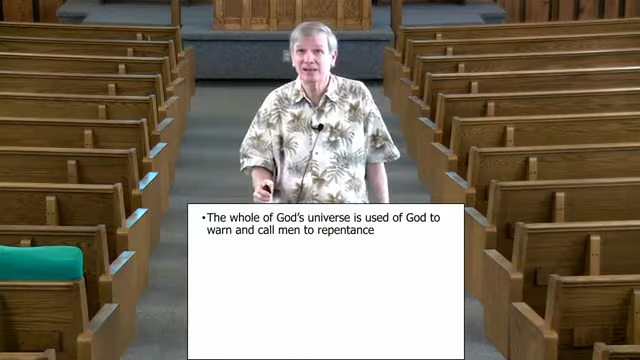 •The whole of God's universe is used of God to
warn and call men to repentance